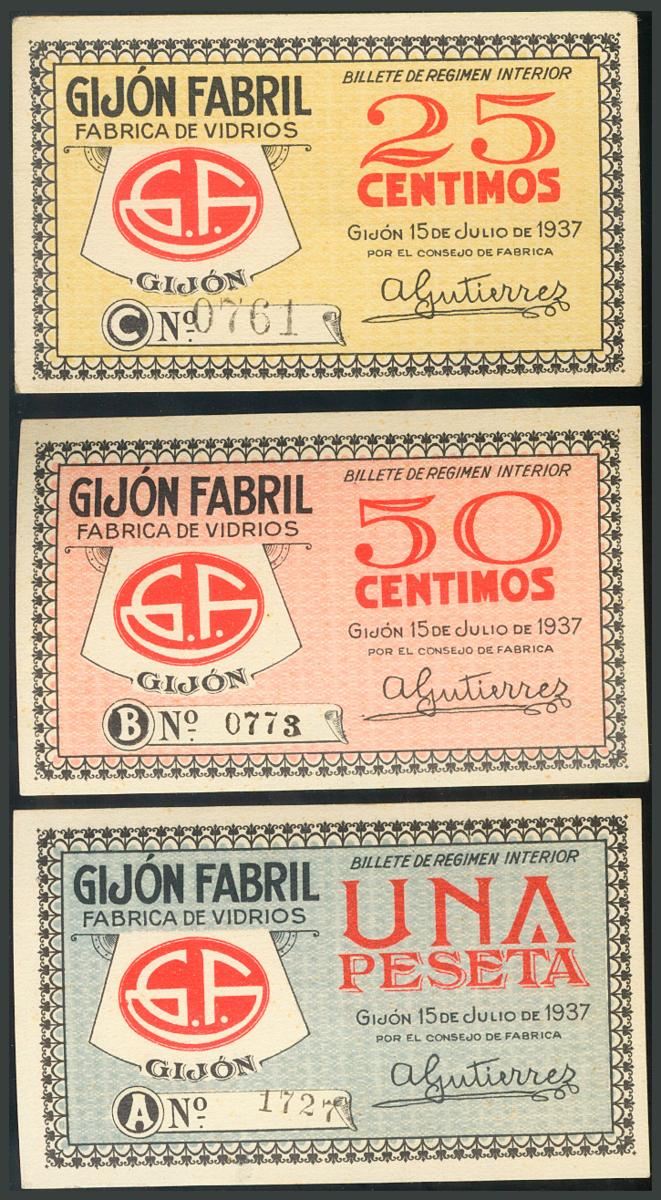 GIJÓN FABRIL
FABRICA DE VIDRIOS
G.F.
GIJÓN
C Nº 0761
BILLETE DE REGIMEN INTERIOR
25
CENTIMOS
GIJÓN 15 DE JULIO DE 1937
POR EL CONSEJO DE FABRICA
AGutierrez
GIJÓN FABRIL
FABRICA DE VIDRIOS
G.F.
GIJÓN
B Nº 0773
BILLETE DE REGIMEN INTERIOR
50
CENTIMOS
GIJÓN 15 DE JULIO DE 1937
POR EL CONSEJO DE FABRICA
AGutierrez
GIJÓN FABRIL
FABRICA DE VIDRIOS
G.F.
GIJÓN
A Nº 1727
BILLETE DE REGIMEN INTERIOR
UNA
PESETA
GIJÓN 15 DE JULIO DE 1937
POR EL CONSEJO DE FABRICA
AGutierrez